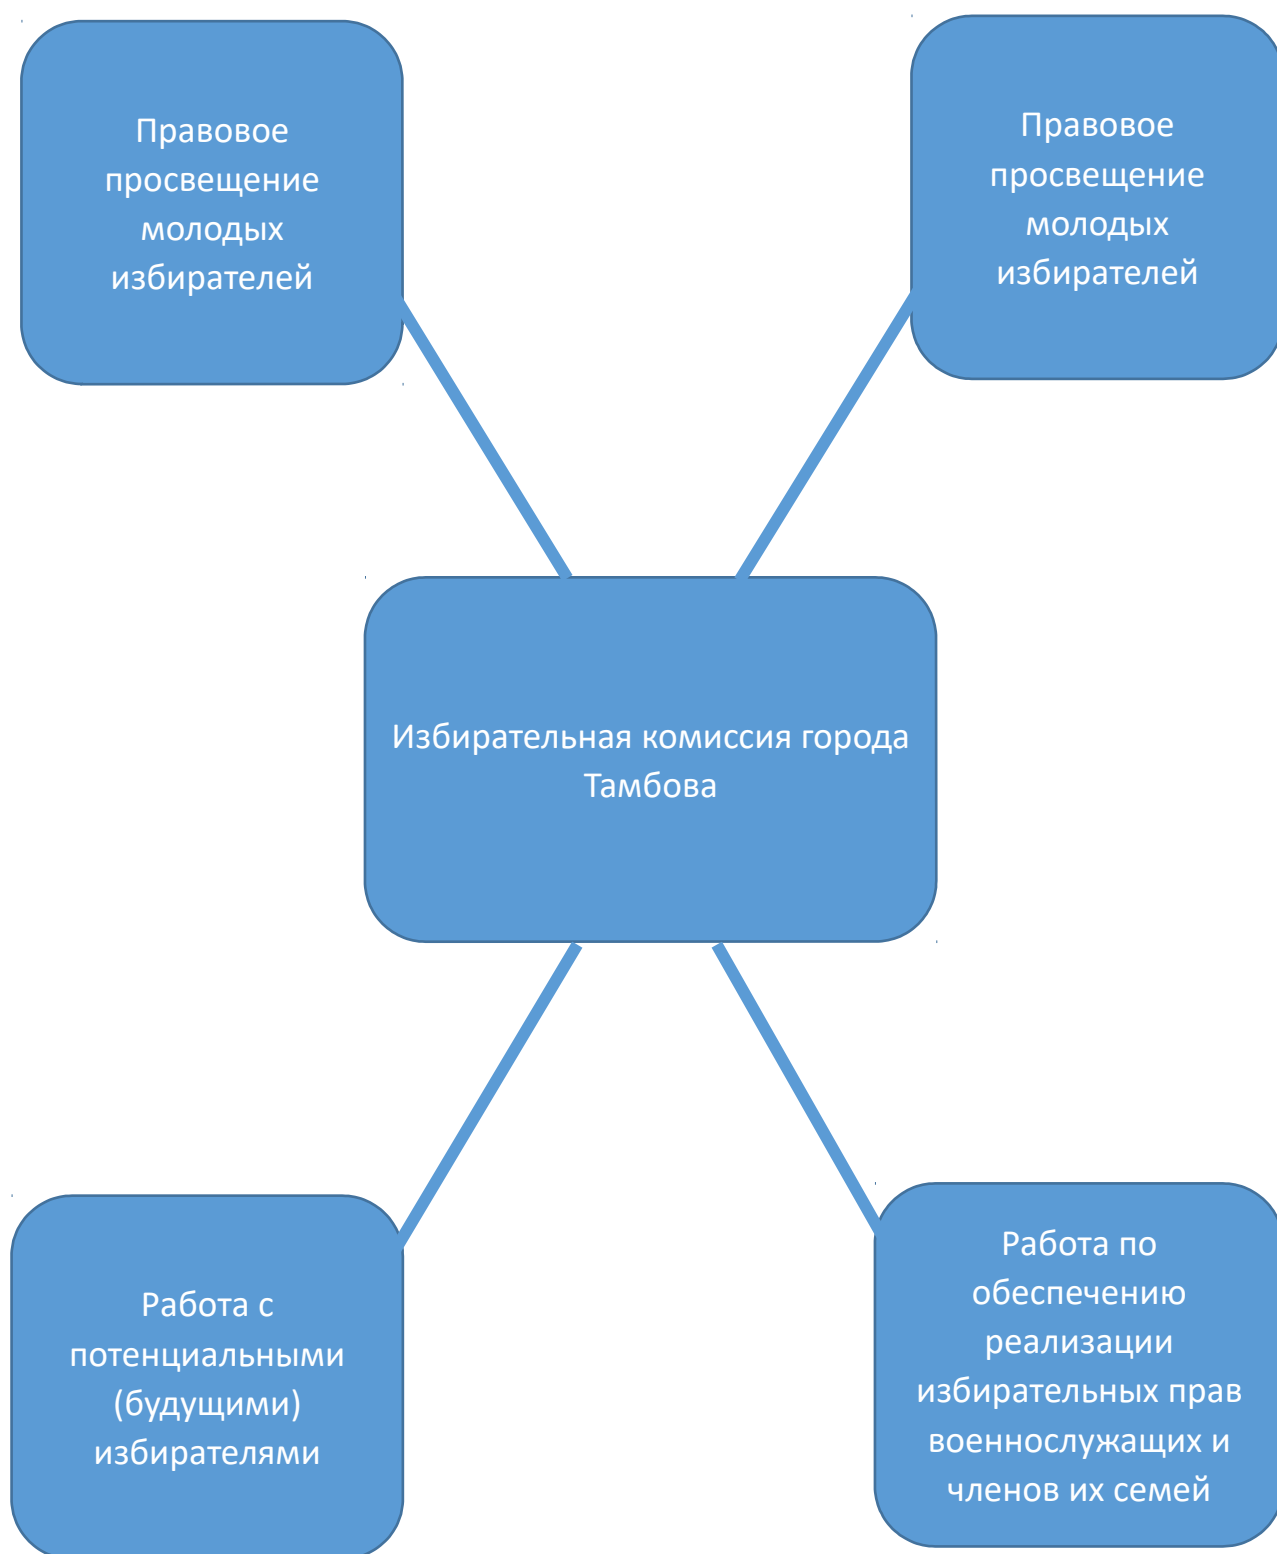 Правовое
просвещение
молодых
избирателей
Правовое
просвещение
молодых
избирателей
Избирательная комиссия города
Тамбова
Работа с
потенциальными
(будущими)
избирателями
Работа по
обеспечению
реализации
избирательных прав
военнослужащих и
членов их семей